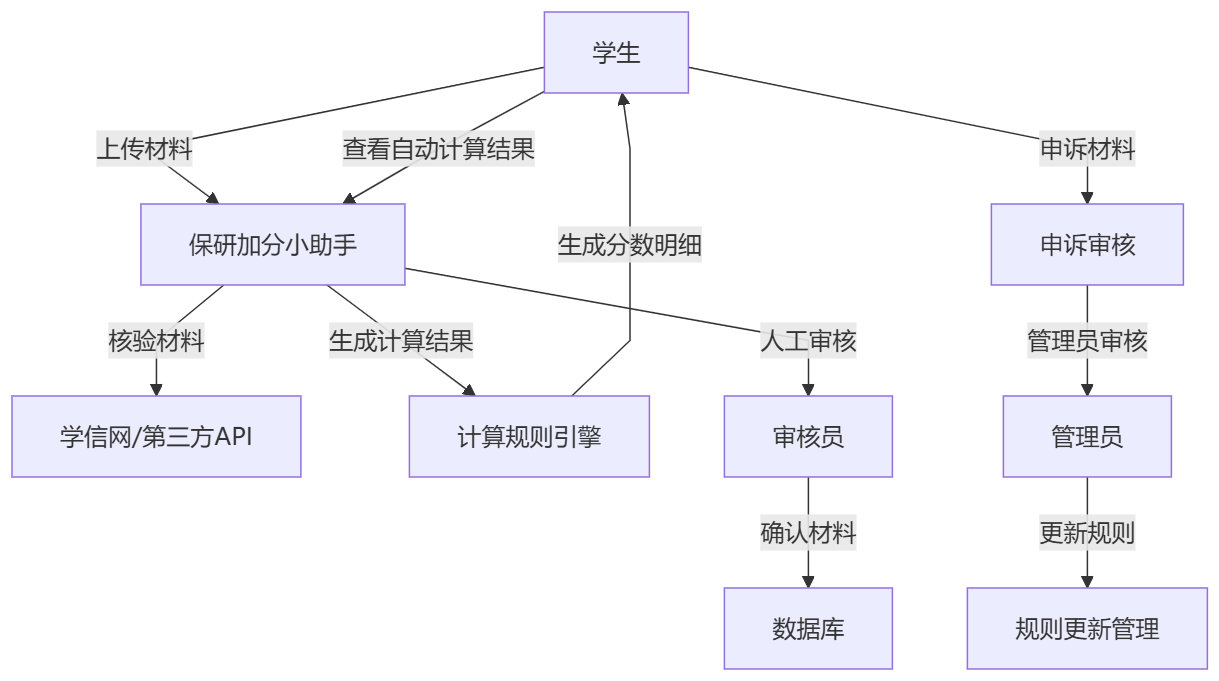 学生
上传材料
查看自动计算结果
申诉材料
保研加分小助手
生成分数明细
申诉审核
核验材料
生成计算结果
人工审核
管理员审核
学信网/第三方API
计算规则引擎
审核员
管理员
确认材料
更新规则
数据库
规则更新管理